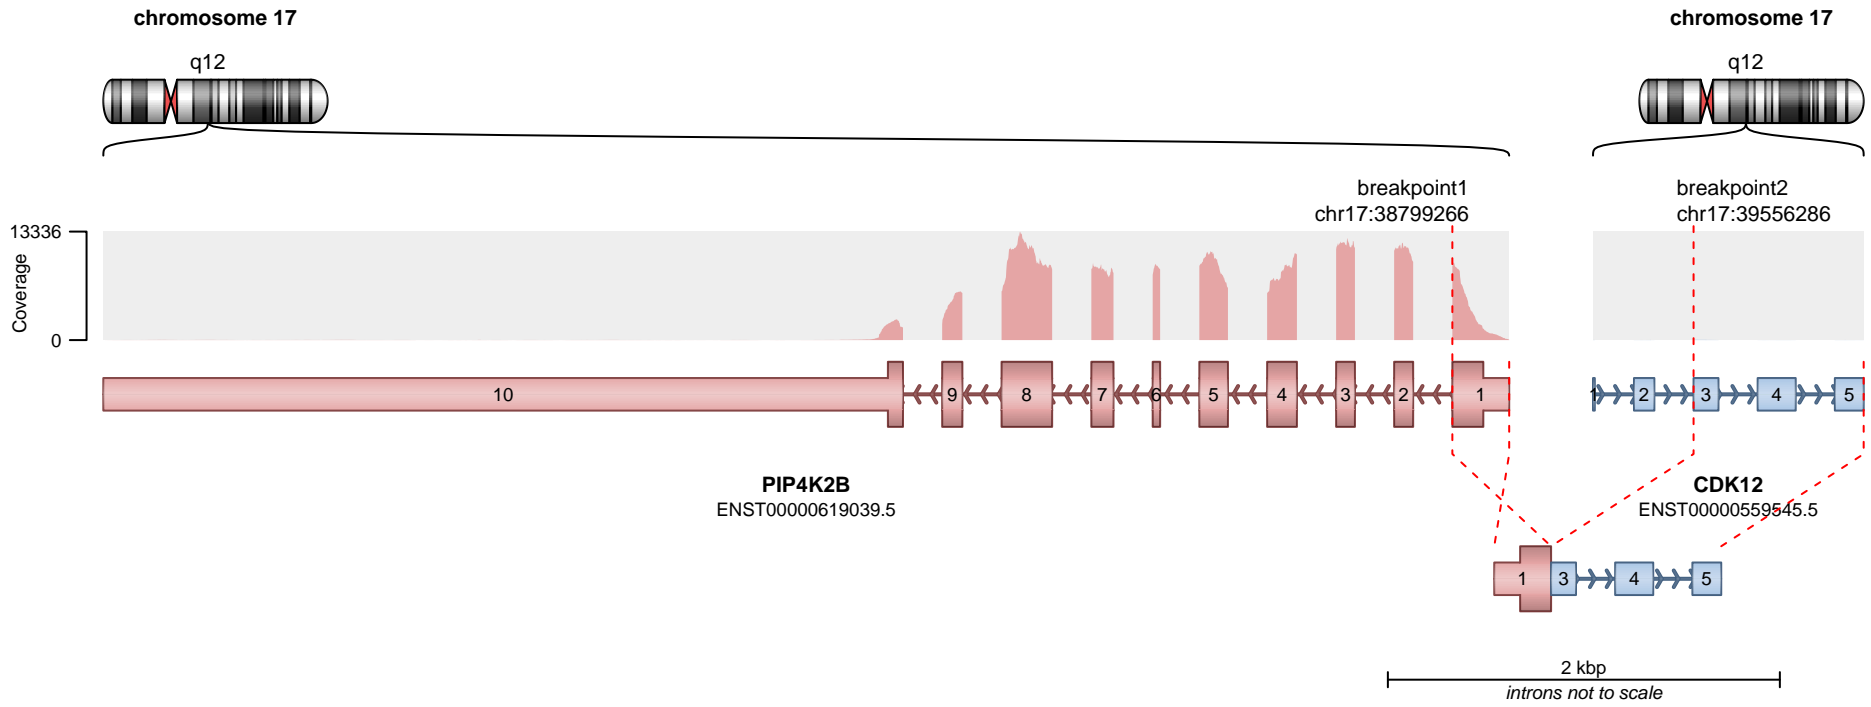 chromosome 17
chromosome 17
q12
q12
breakpoint1
chr17:38799266
breakpoint2
chr17:39556286
13336
Coverage
0
10 9 8 7 6 5 4 3 2 1
1 2 3 4 5
PIP4K2B
ENST00000619039.5
CDK12
ENST00000559545.5
1 3 4 5
2 kbp
introns not to scale